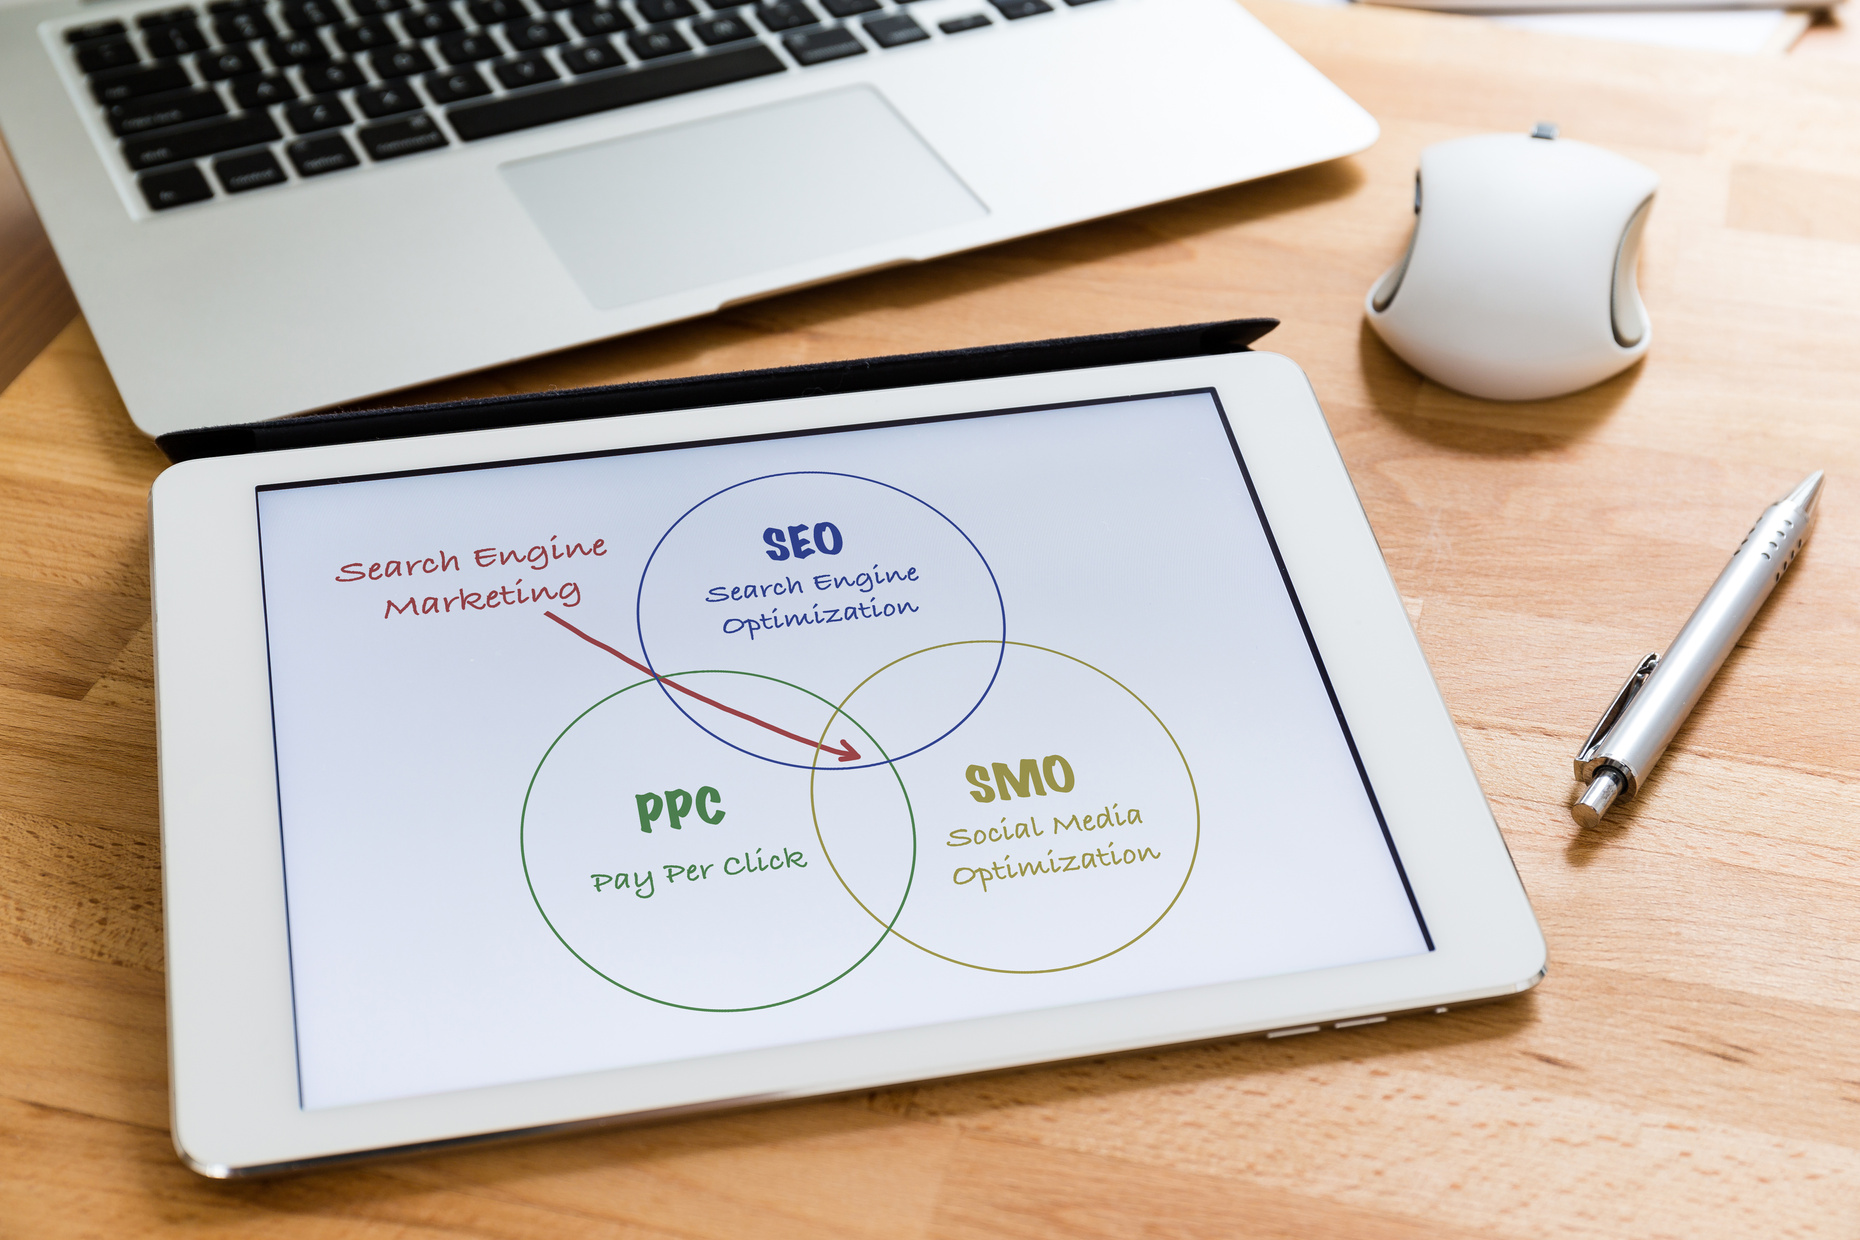 Search Engine
Marketing
SEO
Search Engine
Optimization
PPC
Pay Per Click
SMO
Social Media
Optimization